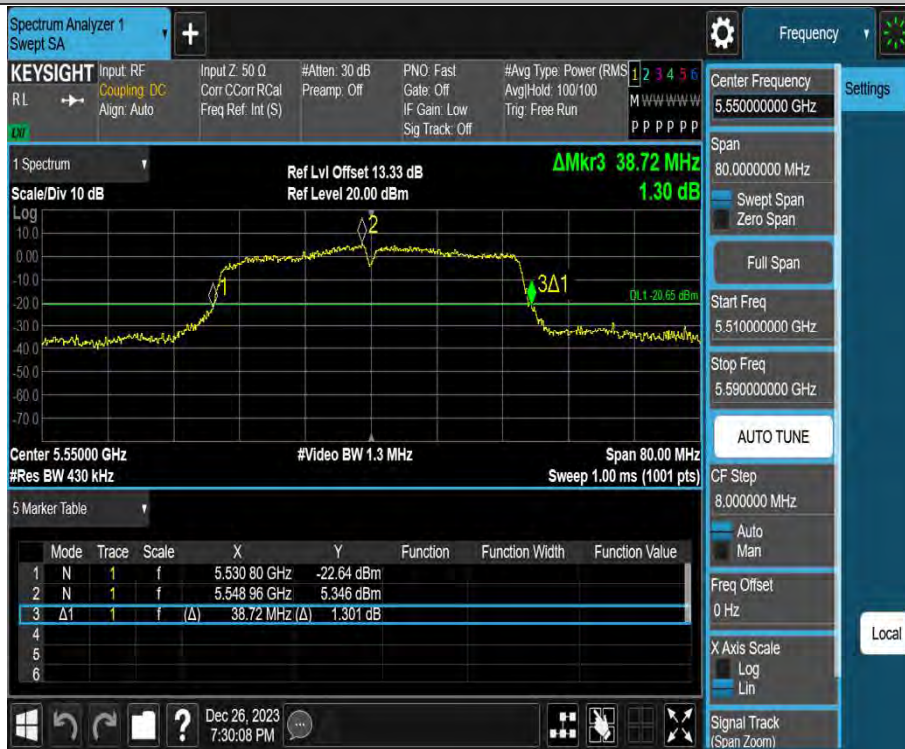 Spectrum Analyzer 1
Swept SA
+
Frequency
KEYSIGHT
RL
LXI
Input: RF
Coupling: DC
Align: Auto
Input Z: 50 Ω
Corr CCorr RCal
Freq Ref: Int (S)
#Atten: 30 dB
Preamp: Off
PNO: Fast
Gate: Off
IF Gain: Low
Sig Track: Off
#Avg Type: Power (RMS
Avg|Hold: 100/100
Trig: Free Run
1 2 3 4 5 6
M W W W W W
P P P P P P
Center Frequency
5.550000000 GHz
Settings
Span
80.0000000 MHz
Swept Span
Zero Span
Full Span
Start Freq
5.510000000 GHz
Stop Freq
5.590000000 GHz
AUTO TUNE
CF Step
8.000000 MHz
Auto
Man
Freq Offset
0 Hz
X Axis Scale
Log
Lin
Signal Track
(Span Zoom)
Local
1 Spectrum
Scale/Div 10 dB
Ref Lvl Offset 13.33 dB
Ref Level 20.00 dBm
ΔMkr3 38.72 MHz
1.30 dB
Log
10.0
0.00
-10.0
-20.0
-30.0
-40.0
-50.0
-60.0
-70.0
1
2
3Δ1
DL1 -20.65 dBm
Center 5.55000 GHz
#Video BW 1.3 MHz
Span 80.00 MHz
#Res BW 430 kHz
Sweep 1.00 ms (1001 pts)
5 Marker Table
Mode Trace Scale X Y Function Function Width Function Value
1 N 1 f 5.530 80 GHz -22.64 dBm
2 N 1 f 5.548 96 GHz 5.346 dBm
3 Δ1 1 f (Δ) 38.72 MHz (Δ) 1.301 dB
4
5
6
?
Dec 26, 2023
7:30:08 PM